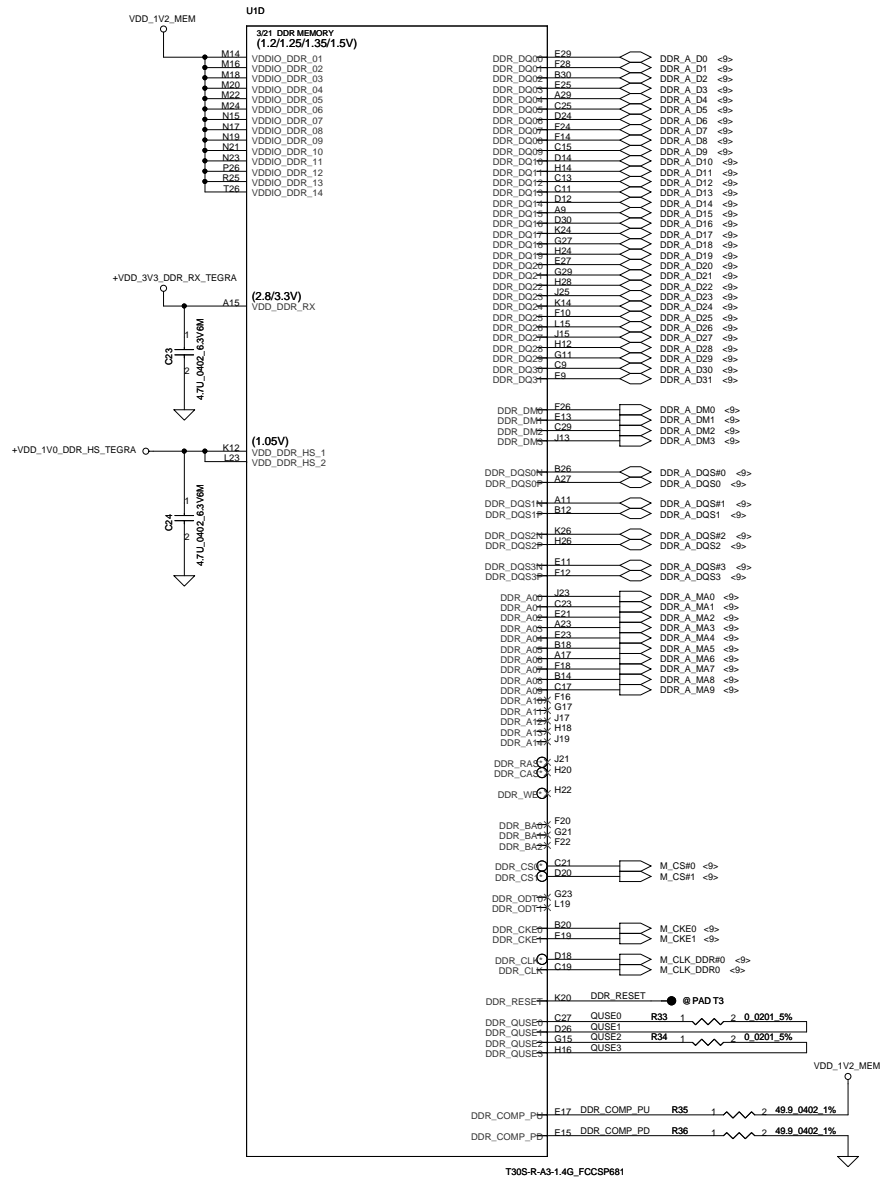 U1D
VDD_1V2_MEM
3/21 DDR MEMORY
(1.2/1.25/1.35/1.5V)
M14 VDDIO_DDR_01
M16 VDDIO_DDR_02
M18 VDDIO_DDR_03
M20 VDDIO_DDR_04
M22 VDDIO_DDR_05
M24 VDDIO_DDR_06
N15 VDDIO_DDR_07
N17 VDDIO_DDR_08
N19 VDDIO_DDR_09
N21 VDDIO_DDR_10
N23 VDDIO_DDR_11
P26 VDDIO_DDR_12
R25 VDDIO_DDR_13
T26 VDDIO_DDR_14
+VDD_3V3_DDR_RX_TEGRA
(2.8/3.3V)
A15 VDD_DDR_RX
1
C23
2
4.7U_0402_6.3V6M
+VDD_1V0_DDR_HS_TEGRA
(1.05V)
K12 VDD_DDR_HS_1
L23 VDD_DDR_HS_2
1
C24
2
4.7U_0402_6.3V6M
DDR_DQ00 E29 DDR_A_D0 <9>
DDR_DQ01 F28 DDR_A_D1 <9>
DDR_DQ02 B30 DDR_A_D2 <9>
DDR_DQ03 E25 DDR_A_D3 <9>
DDR_DQ04 A29 DDR_A_D4 <9>
DDR_DQ05 C25 DDR_A_D5 <9>
DDR_DQ06 D24 DDR_A_D6 <9>
DDR_DQ07 F24 DDR_A_D7 <9>
DDR_DQ08 F14 DDR_A_D8 <9>
DDR_DQ09 C15 DDR_A_D9 <9>
DDR_DQ10 D14 DDR_A_D10 <9>
DDR_DQ11 H14 DDR_A_D11 <9>
DDR_DQ12 C13 DDR_A_D12 <9>
DDR_DQ13 C11 DDR_A_D13 <9>
DDR_DQ14 D12 DDR_A_D14 <9>
DDR_DQ15 A9 DDR_A_D15 <9>
DDR_DQ16 D30 DDR_A_D16 <9>
DDR_DQ17 K24 DDR_A_D17 <9>
DDR_DQ18 G27 DDR_A_D18 <9>
DDR_DQ19 H24 DDR_A_D19 <9>
DDR_DQ20 E27 DDR_A_D20 <9>
DDR_DQ21 G29 DDR_A_D21 <9>
DDR_DQ22 H28 DDR_A_D22 <9>
DDR_DQ23 J25 DDR_A_D23 <9>
DDR_DQ24 K14 DDR_A_D24 <9>
DDR_DQ25 F10 DDR_A_D25 <9>
DDR_DQ26 L15 DDR_A_D26 <9>
DDR_DQ27 J15 DDR_A_D27 <9>
DDR_DQ28 H12 DDR_A_D28 <9>
DDR_DQ29 G11 DDR_A_D29 <9>
DDR_DQ30 C9 DDR_A_D30 <9>
DDR_DQ31 E9 DDR_A_D31 <9>
DDR_DM0 F26 DDR_A_DM0 <9>
DDR_DM1 E13 DDR_A_DM1 <9>
DDR_DM2 C29 DDR_A_DM2 <9>
DDR_DM3 J13 DDR_A_DM3 <9>
DDR_DQS0N B26 DDR_A_DQS#0 <9>
DDR_DQS0P A27 DDR_A_DQS0 <9>
DDR_DQS1N A11 DDR_A_DQS#1 <9>
DDR_DQS1P B12 DDR_A_DQS1 <9>
DDR_DQS2N K26 DDR_A_DQS#2 <9>
DDR_DQS2P H26 DDR_A_DQS2 <9>
DDR_DQS3N E11 DDR_A_DQS#3 <9>
DDR_DQS3P F12 DDR_A_DQS3 <9>
DDR_A00 J23 DDR_A_MA0 <9>
DDR_A01 C23 DDR_A_MA1 <9>
DDR_A02 E21 DDR_A_MA2 <9>
DDR_A03 A23 DDR_A_MA3 <9>
DDR_A04 E23 DDR_A_MA4 <9>
DDR_A05 B18 DDR_A_MA5 <9>
DDR_A06 A17 DDR_A_MA6 <9>
DDR_A07 F18 DDR_A_MA7 <9>
DDR_A08 B14 DDR_A_MA8 <9>
DDR_A09 C17 DDR_A_MA9 <9>
DDR_A10 F16
DDR_A11 G17
DDR_A12 J17
DDR_A13 H18
DDR_A14 J19
DDR_RAS* J21
DDR_CAS* H20
DDR_WE* H22
DDR_BA0 F20
DDR_BA1 G21
DDR_BA2 F22
DDR_CS0* C21 M_CS#0 <9>
DDR_CS1* D20 M_CS#1 <9>
DDR_ODT0 G23
DDR_ODT1 L19
DDR_CKE0 B20 M_CKE0 <9>
DDR_CKE1 E19 M_CKE1 <9>
DDR_CLK* D18 M_CLK_DDR#0 <9>
DDR_CLK C19 M_CLK_DDR0 <9>
DDR_RESET K20 DDR_RESET @ PAD T3
DDR_QUSE0 C27 QUSE0 R33 1 2 0_0201_5%
DDR_QUSE1 D26 QUSE1
DDR_QUSE2 G15 QUSE2 R34 1 2 0_0201_5%
DDR_QUSE3 H16 QUSE3
VDD_1V2_MEM
DDR_COMP_PU E17 DDR_COMP_PU R35 1 2 49.9_0402_1%
DDR_COMP_PD E15 DDR_COMP_PD R36 1 2 49.9_0402_1%
T30S-R-A3-1.4G_FCCSP681